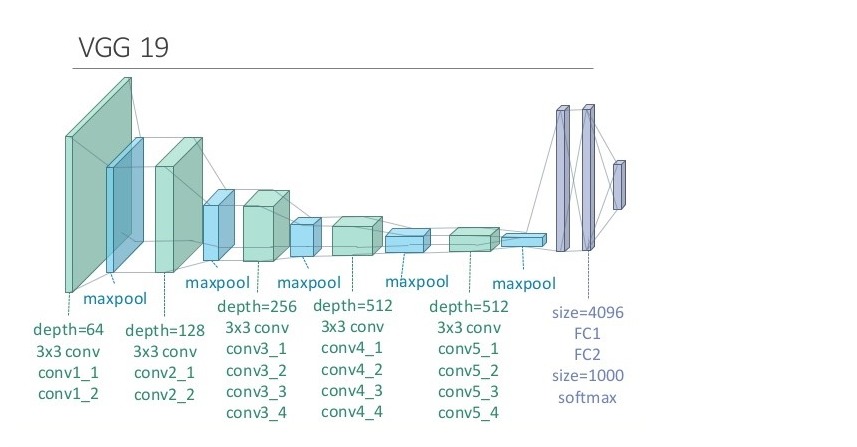 VGG 19
maxpool
maxpool
maxpool
maxpool
maxpool
depth=64
3x3 conv
conv1_1
conv1_2
depth=128
3x3 conv
conv2_1
conv2_2
depth=256
3x3 conv
conv3_1
conv3_2
conv3_3
conv3_4
depth=512
3x3 conv
conv4_1
conv4_2
conv4_3
conv4_4
depth=512
3x3 conv
conv5_1
conv5_2
conv5_3
conv5_4
size=4096
FC1
FC2
size=1000
softmax